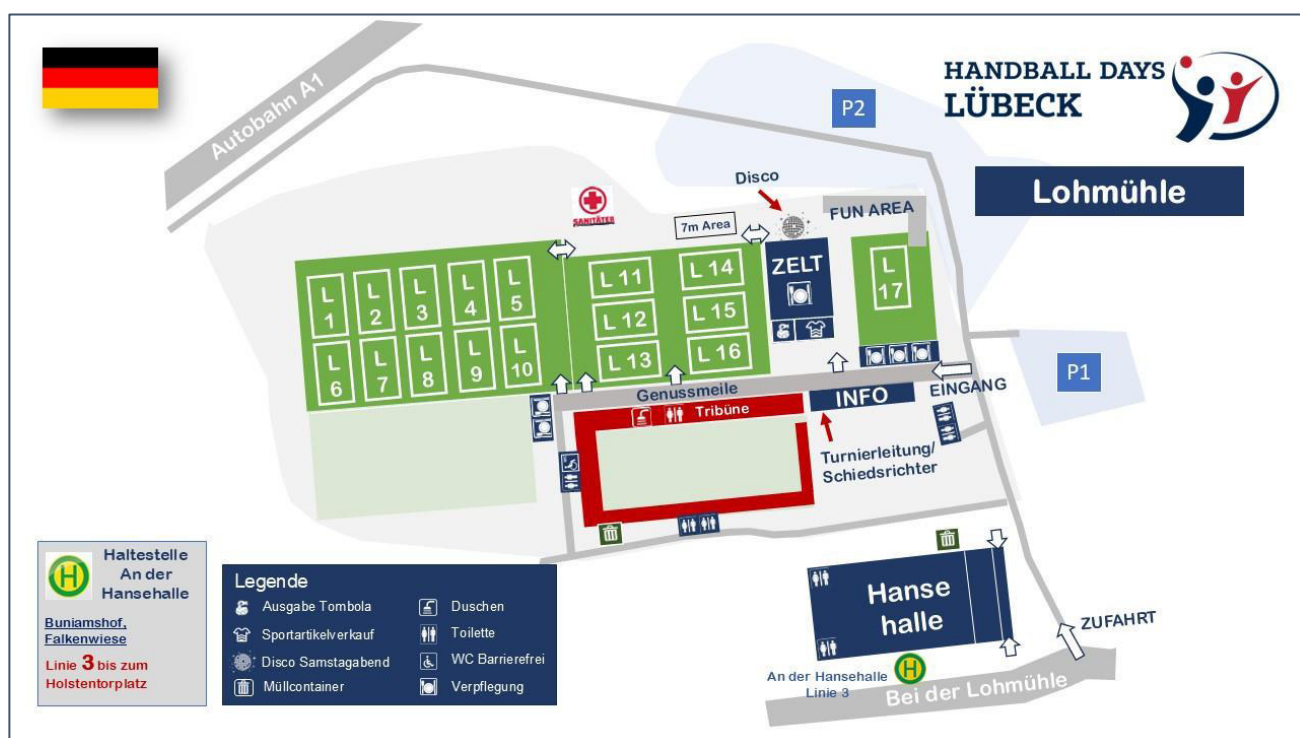 Autobahn A1
P2
HANDBALL DAYS
LÜBECK
Lohmühle
Disco
SANITÄTER
7m Area
FUN AREA
ZELT
L 1
L 2
L 3
L 4
L 5
L 6
L 7
L 8
L 9
L 10
L 11
L 12
L 13
L 14
L 15
L 16
L 17
P1
Genussmeile
INFO
EINGANG
Tribüne
Turnierleitung/
Schiedsrichter
H
Haltestelle
An der
Hansehalle
Buniamshof,
Falkenwiese
Linie 3 bis zum
Holstentorplatz
Legende
Ausgabe Tombola
Sportartikelverkauf
Disco Samstagabend
Müllcontainer
Duschen
Toilette
WC Barrierefrei
Verpflegung
Hanse
halle
ZUFAHRT
An der Hansehalle
Linie 3
H
Bei der Lohmühle